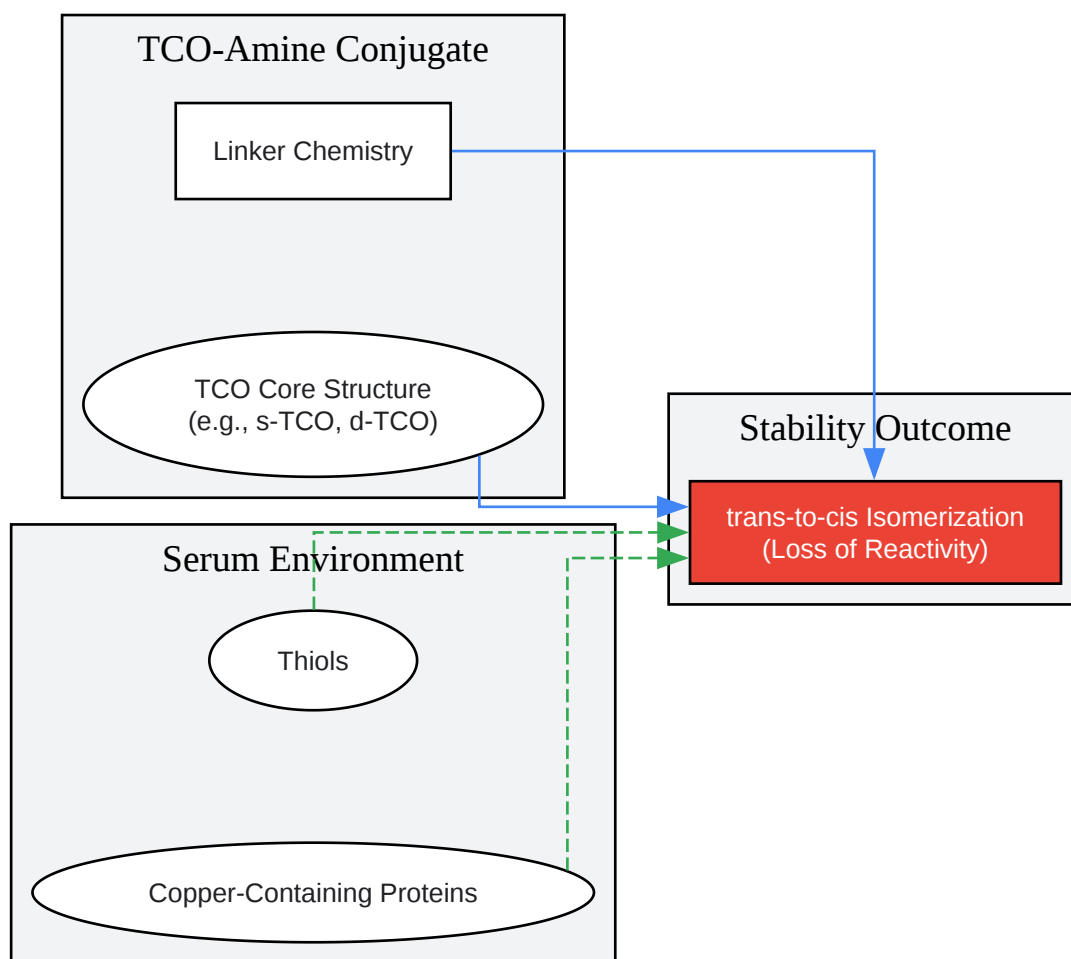 TCO-Amine Conjugate
Linker Chemistry
TCO Core Structure
(e.g., s-TCO, d-TCO)
Stability Outcome
trans-to-cis Isomerization
(Loss of Reactivity)
Serum Environment
Thiols
Copper-Containing Proteins